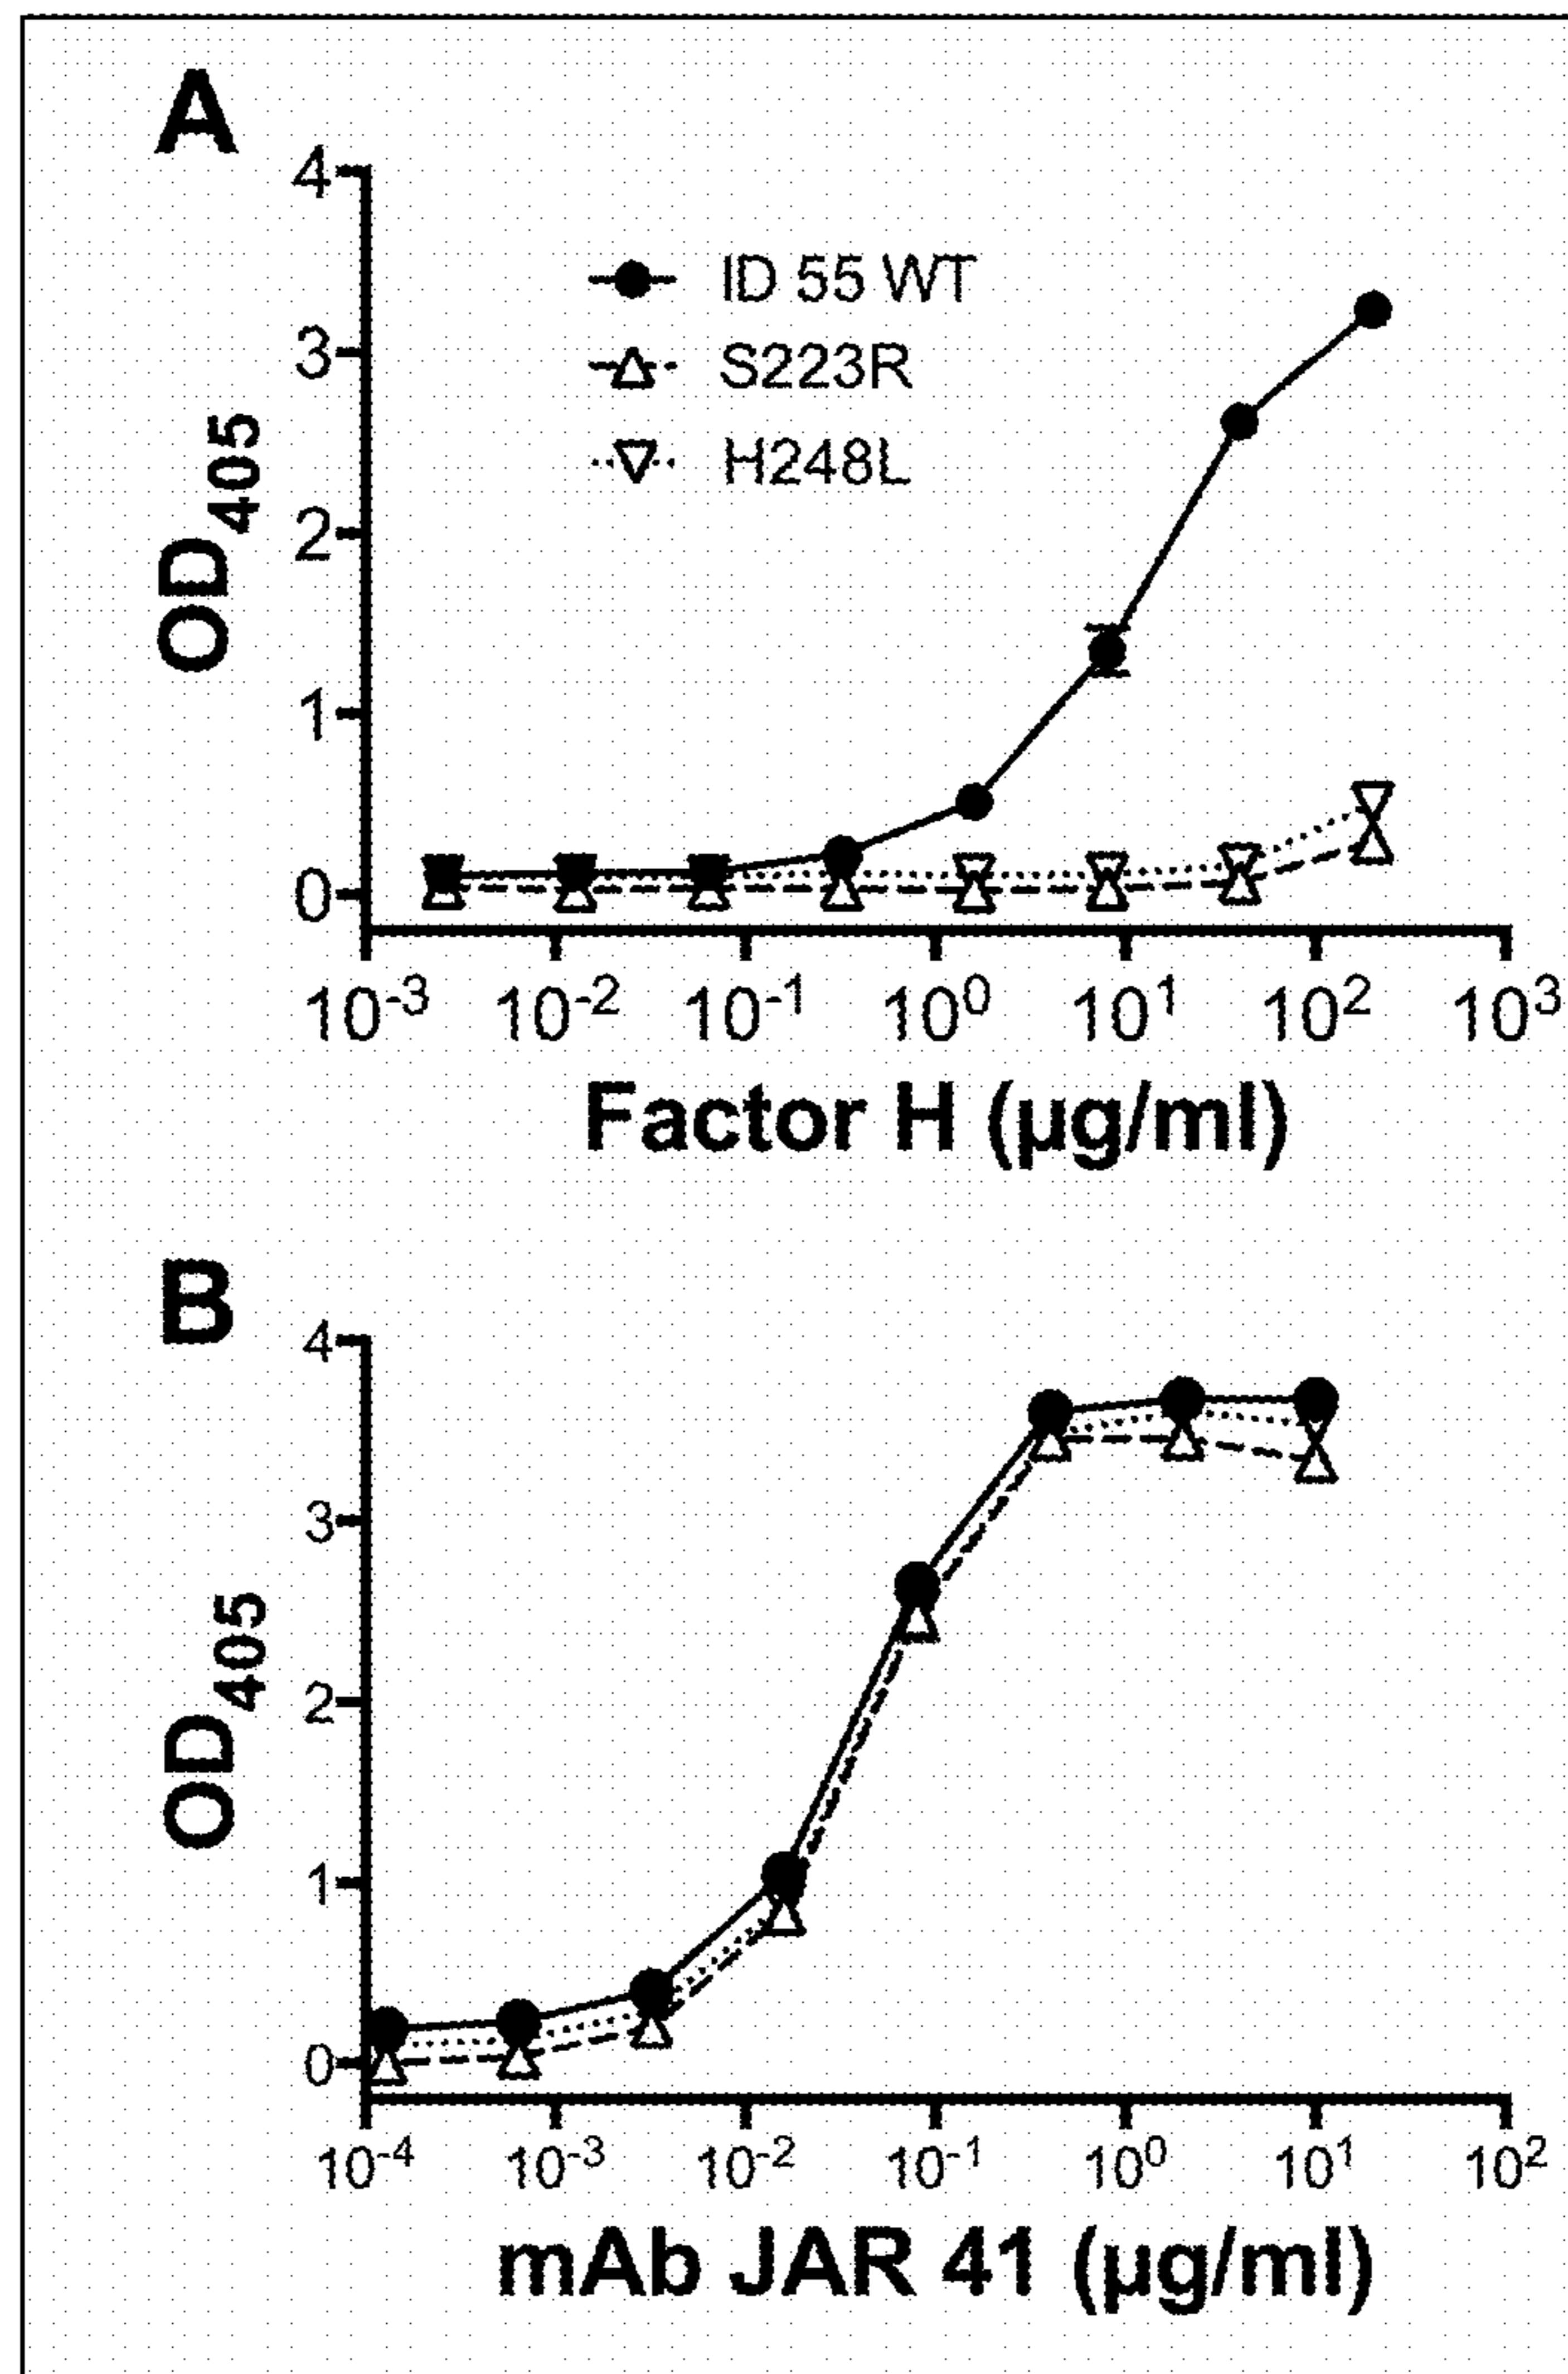 A
4
3
2
1
0
OD405
ID 55 WT
S223R
H248L
10-3 10-2 10-1 100 101 102 103
Factor H (µg/ml)
B
4
3
2
1
0
OD405
10-4 10-3 10-2 10-1 100 101 102
mAb JAR 41 (µg/ml)